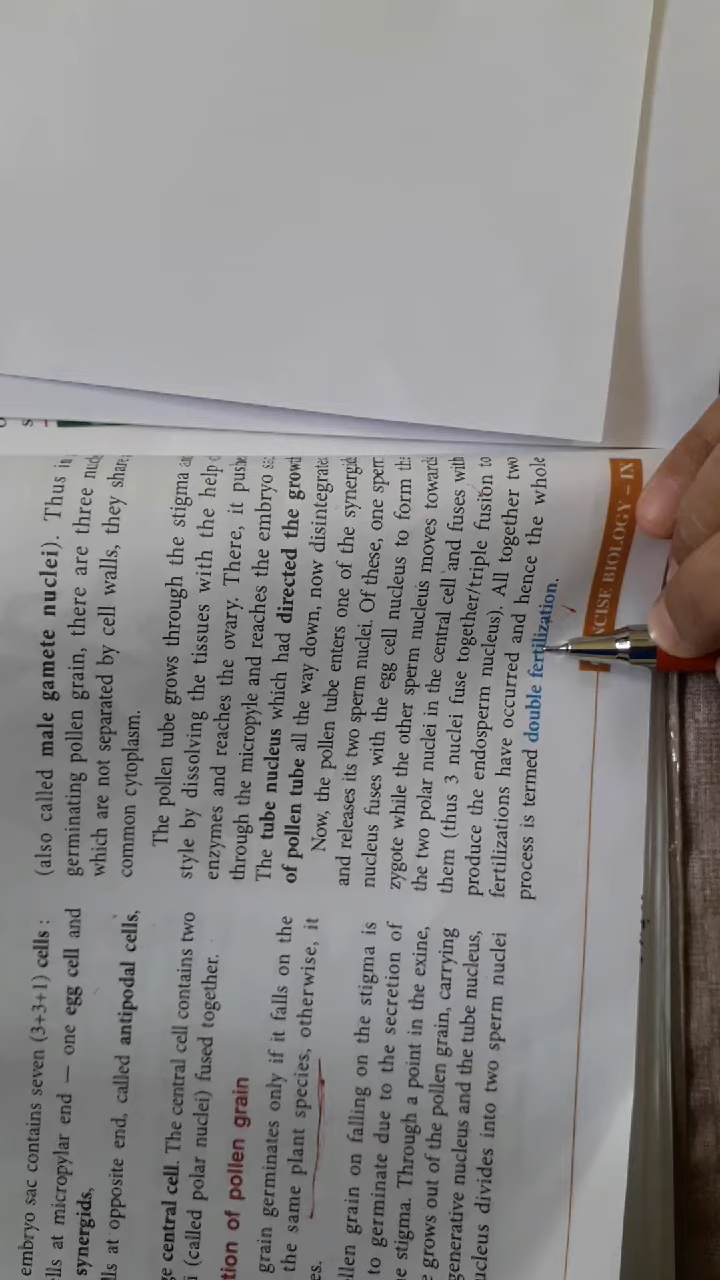 embryo sac contains seven (3+3+1) cells :
lls at micropylar end — one egg cell and
synergids,
lls at opposite end, called antipodal cells,
ge central cell. The central cell contains two
i (called polar nuclei) fused together.
tion of pollen grain
grain germinates only if it falls on the
the same plant species, otherwise, it
es.
llen grain on falling on the stigma is
to germinate due to the secretion of
e stigma. Through a point in the exine,
e grows out of the pollen grain, carrying
generative nucleus and the tube nucleus,
ucleus divides into two sperm nuclei
(also called male gamete nuclei). Thus in
germinating pollen grain, there are three nucl
which are not separated by cell walls, they share
common cytoplasm.
The pollen tube grows through the stigma an
style by dissolving the tissues with the help
enzymes and reaches the ovary. There, it pushe
through the micropyle and reaches the embryo sac
The tube nucleus which had directed the growt
of pollen tube all the way down, now disintegrate
Now, the pollen tube enters one of the synergid
and releases its two sperm nuclei. Of these, one sperm
nucleus fuses with the egg cell nucleus to form the
zygote while the other sperm nucleus moves towards
the two polar nuclei in the central cell and fuses with
them (thus 3 nuclei fuse together/triple fusion to
produce the endosperm nucleus). All together two
fertilizations have occurred and hence the whole
process is termed double fertilization.
NCISE BIOLOGY – IX